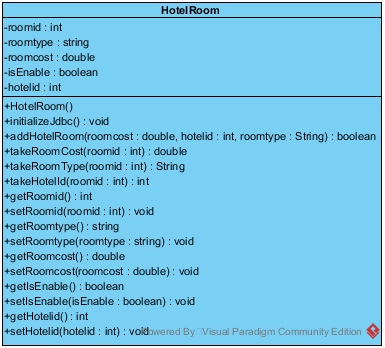 HotelRoom
-roomid : int
-roomtype : string
-roomcost : double
-isEnable : boolean
-hotelid : int
+HotelRoom()
+initializeJdbc() : void
+addHotelRoom(roomcost : double, hotelid : int, roomtype : String) : boolean
+takeRoomCost(roomid : int) : double
+takeRoomType(roomid : int) : String
+takeHotelId(roomid : int) : int
+getRoomid() : int
+setRoomid(roomid : int) : void
+getRoomtype() : string
+setRoomtype(roomtype : string) : void
+getRoomcost() : double
+setRoomcost(roomcost : double) : void
+getIsEnable() : boolean
+setIsEnable(isEnable : boolean) : void
+getHotelid() : int
+setHotelid(hotelid : int) : void
Powered By Visual Paradigm Community Edition